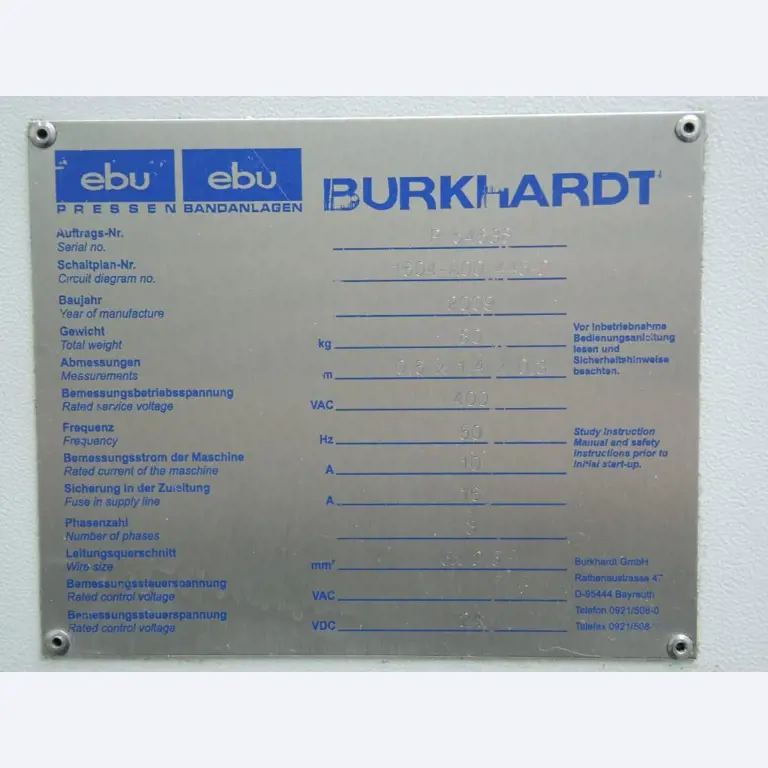 ebu ebu BURKHARDT
PRESSEN BANDANLAGEN
Auftrags-Nr.
Serial no.
Schaltplan-Nr.
Circuit diagram no.
Baujahr 2009
Year of manufacture
Gewicht
Total weight kg
Abmessungen
Measurements m
Bemessungsbetriebsspannung
Rated service voltage VAC 400
Frequenz
Frequency Hz 50
Bemessungsstrom der Maschine
Rated current of the maschine A 10
Sicherung in der Zuleitung
Fuse in supply line A 16
Phasenzahl
Number of phases
Leitungsquerschnitt
Wire size mm²
Bemessungssteuerspannung
Rated control voltage VAC
Bemessungssteuerspannung
Rated control voltage VDC
Vor Inbetriebnahme
Bedienungsanleitung
lesen und
Sicherheitshinweise
beachten.
Study Instruction
Manual and safety
instructions prior to
initial start-up.
Burkhardt GmbH
Rathenaustrasse 47
D-95444 Bayreuth
Telefon 0921/508-0
Telefax